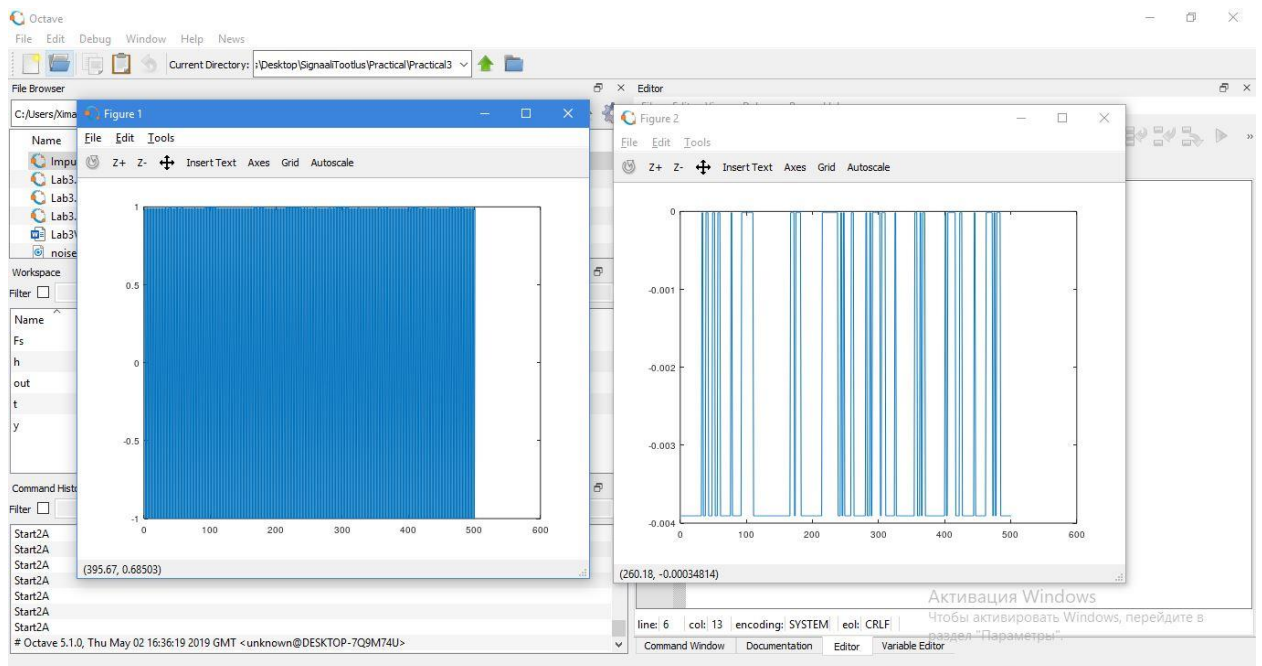 Octave
File Edit Debug Window Help News
Current Directory: :\Desktop\SignaaliTootlus\Practical\Practical3
File Browser
C:/Users/Xima
Name
Impu
Lab3.
Lab3.
Lab3.
Lab3V
noise
Workspace
Filter
Name
Fs
h
out
t
y
Command Histo
Filter
Start2A
Start2A
Start2A
Start2A
Start2A
Start2A
Start2A
# Octave 5.1.0, Thu May 02 16:36:19 2019 GMT <unknown@DESKTOP-7Q9M74U>
Figure 1
File Edit Tools
Z+ Z- Insert Text Axes Grid Autoscale
1
0.5
0
-0.5
-1
0 100 200 300 400 500 600
(395.67, 0.68503)
Editor
Figure 2
File Edit Tools
Z+ Z- Insert Text Axes Grid Autoscale
0
-0.001
-0.002
-0.003
-0.004
0 100 200 300 400 500 600
(260.18, -0.00034814)
Активация Windows
Чтобы активировать Windows, перейдите в
раздел "Параметры".
line: 6 col: 13 encoding: SYSTEM eol: CRLF
Command Window Documentation Editor Variable Editor